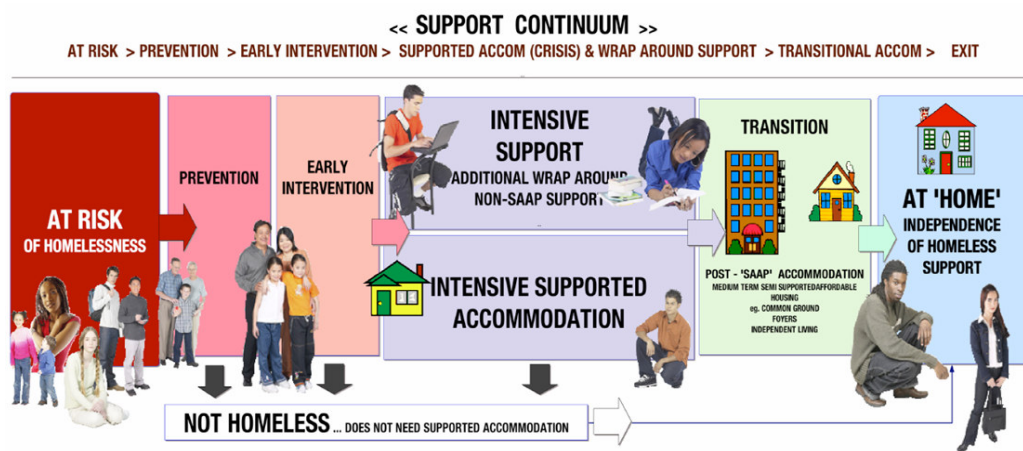 << SUPPORT CONTINUUM >>
AT RISK > PREVENTION > EARLY INTERVENTION > SUPPORTED ACCOM (CRISIS) & WRAP AROUND SUPPORT > TRANSITIONAL ACCOM > EXIT
AT RISK
OF HOMELESSNESS
PREVENTION
EARLY
INTERVENTION
INTENSIVE
SUPPORT
ADDITIONAL WRAP AROUND
NON-SAAP SUPPORT
INTENSIVE SUPPORTED
ACCOMMODATION
TRANSITION
POST - 'SAAP' ACCOMMODATION
MEDIUM TERM SEMI SUPPORTEDAFFORDABLE
HOUSING
eg. COMMON GROUND
FOYERS
INDEPENDENT LIVING
AT 'HOME'
INDEPENDENCE
OF HOMELESS
SUPPORT
NOT HOMELESS ... DOES NOT NEED SUPPORTED ACCOMMODATION